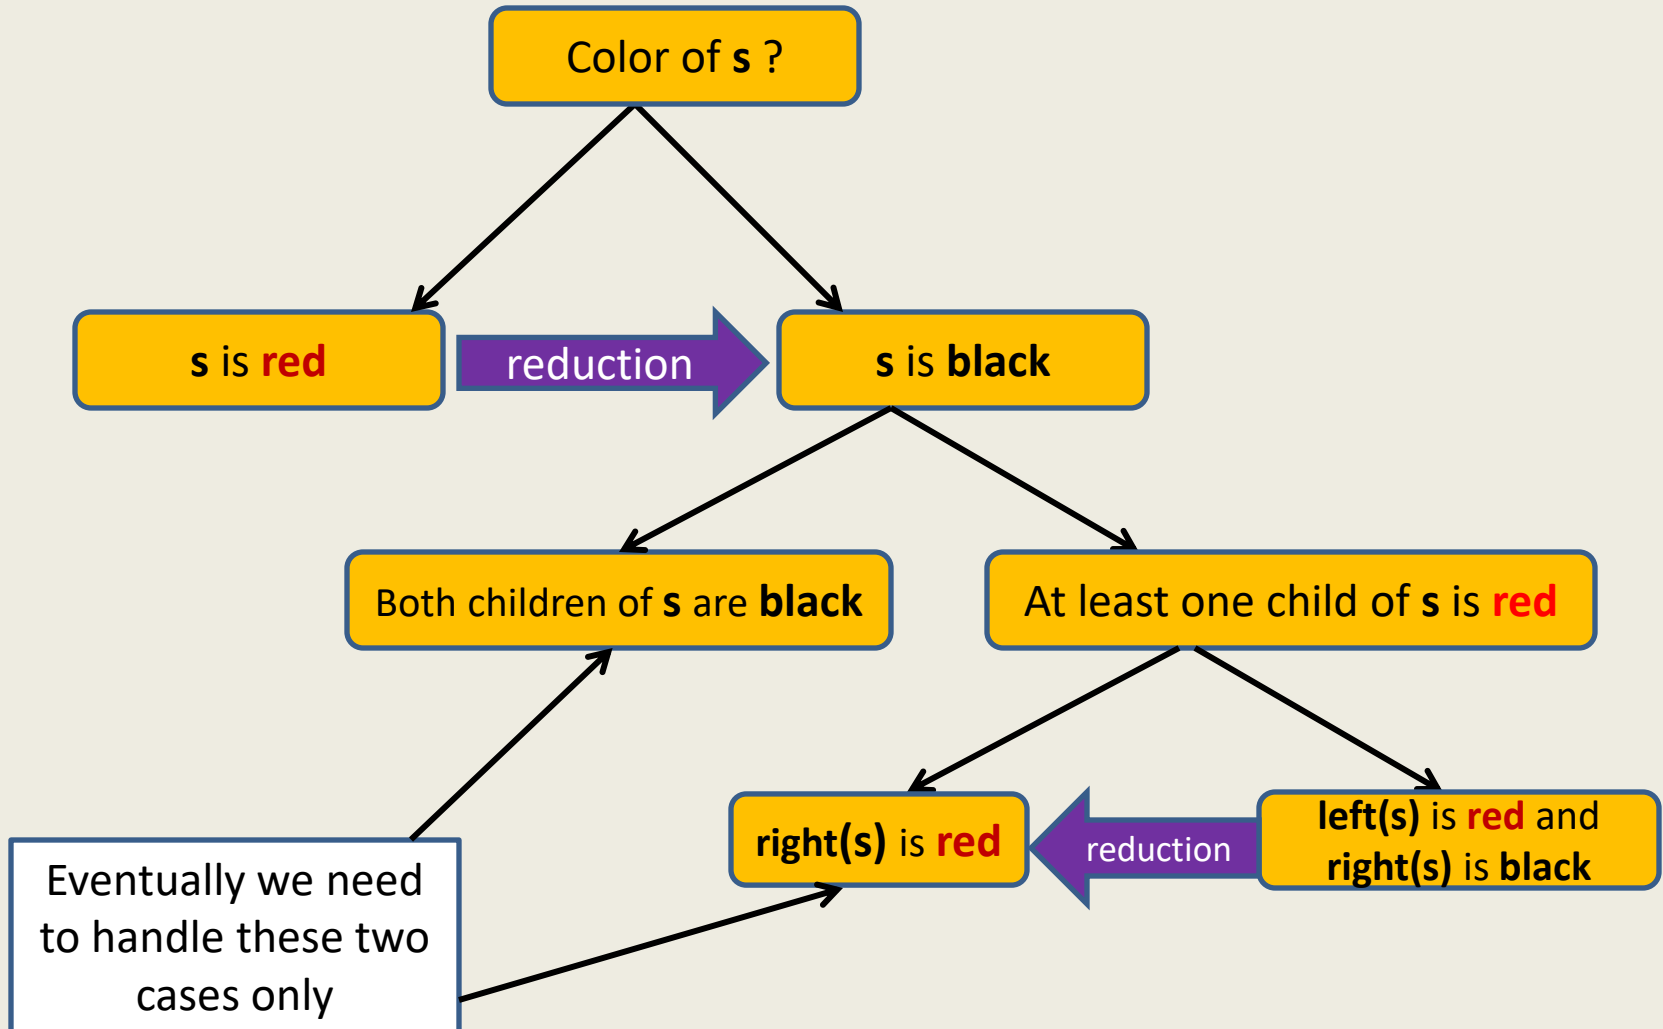 Color of s ?
s is red
reduction
s is black
Both children of s are black
At least one child of s is red
right(s) is red
reduction
left(s) is red and
right(s) is black
Eventually we need
to handle these two
cases only